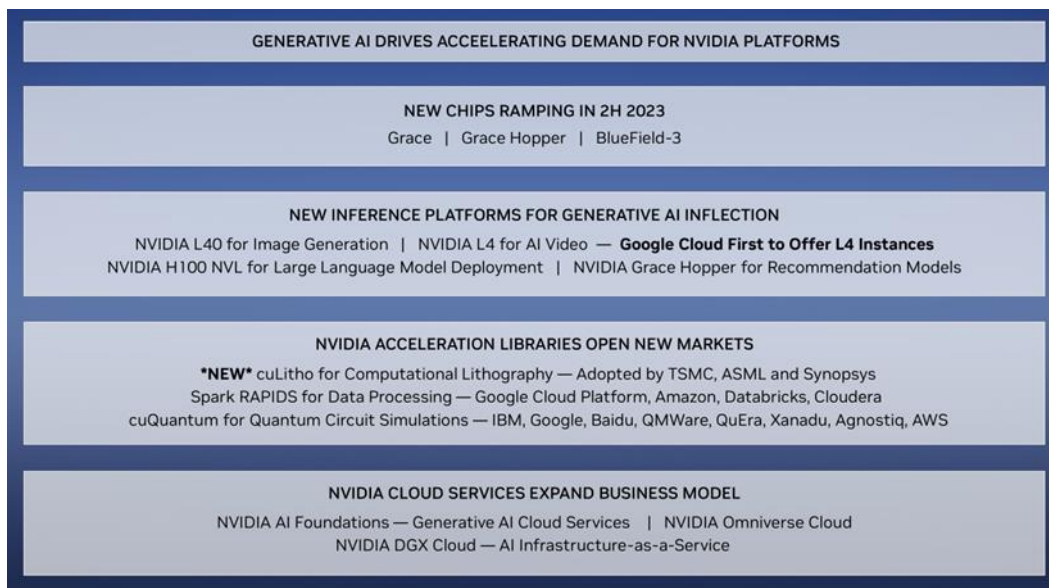 GENERATIVE AI DRIVES ACCEELERATING DEMAND FOR NVIDIA PLATFORMS
NEW CHIPS RAMPING IN 2H 2023
Grace | Grace Hopper | BlueField-3
NEW INFERENCE PLATFORMS FOR GENERATIVE AI INFLECTION
NVIDIA L40 for Image Generation | NVIDIA L4 for AI Video — Google Cloud First to Offer L4 Instances
NVIDIA H100 NVL for Large Language Model Deployment | NVIDIA Grace Hopper for Recommendation Models
NVIDIA ACCELERATION LIBRARIES OPEN NEW MARKETS
*NEW* cuLitho for Computational Lithography — Adopted by TSMC, ASML and Synopsys
Spark RAPIDS for Data Processing — Google Cloud Platform, Amazon, Databricks, Cloudera
cuQuantum for Quantum Circuit Simulations — IBM, Google, Baidu, QMWare, QuEra, Xanadu, Agnostiq, AWS
NVIDIA CLOUD SERVICES EXPAND BUSINESS MODEL
NVIDIA AI Foundations — Generative AI Cloud Services | NVIDIA Omniverse Cloud
NVIDIA DGX Cloud — AI Infrastructure-as-a-Service